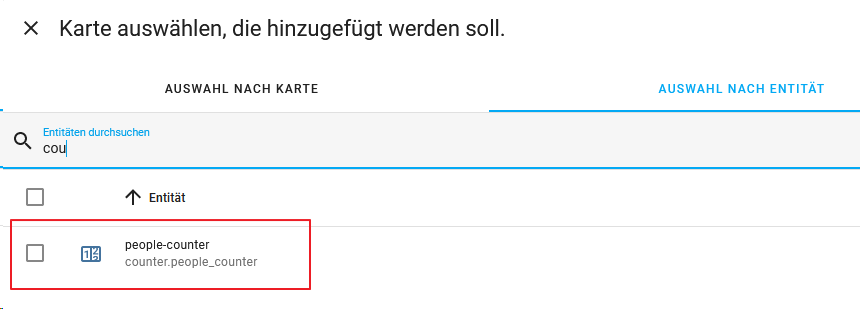 Karte auswählen, die hinzugefügt werden soll.
AUSWAHL NACH KARTE
AUSWAHL NACH ENTITÄT
Entitäten durchsuchen
cou
Entität
people-counter
counter.people_counter